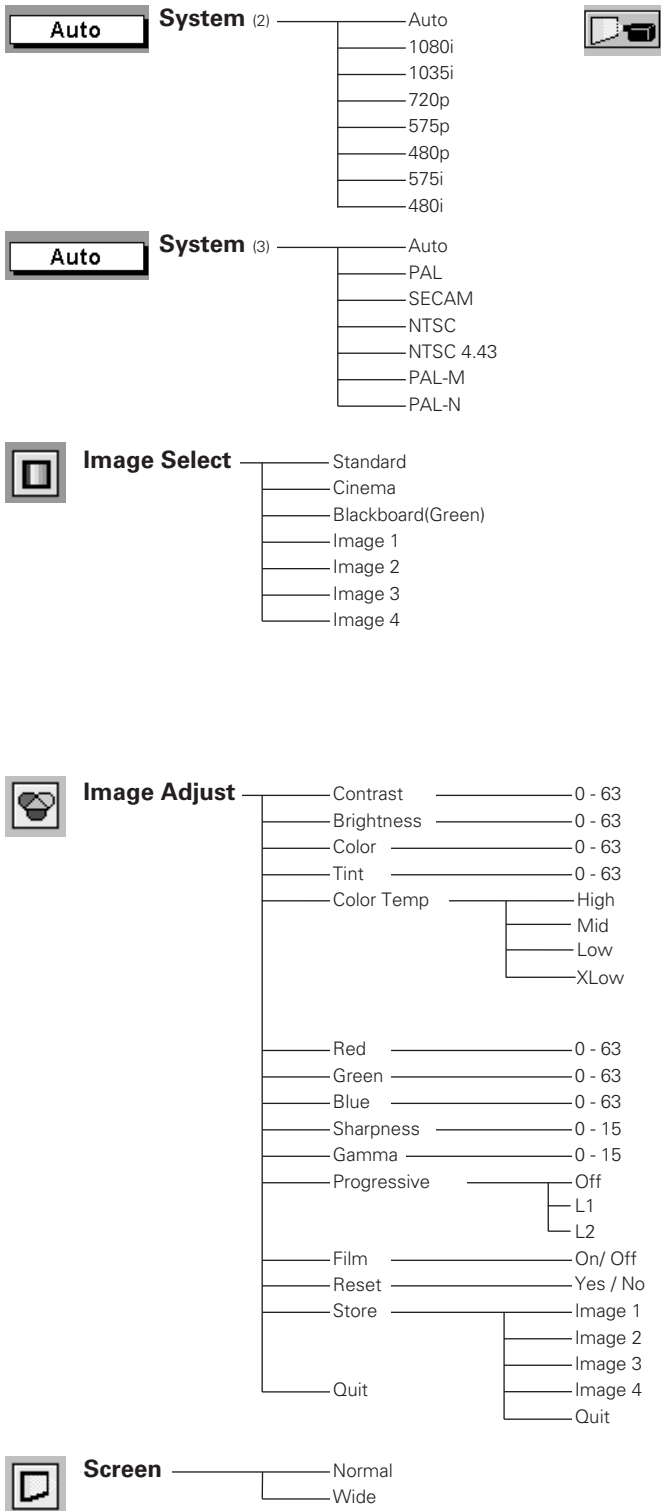 Auto
System (2)
Auto
1080i
1035i
720p
575p
480p
575i
480i
Auto
System (3)
Auto
PAL
SECAM
NTSC
NTSC 4.43
PAL-M
PAL-N
Image Select
Standard
Cinema
Blackboard(Green)
Image 1
Image 2
Image 3
Image 4
Image Adjust
Contrast 0 - 63
Brightness 0 - 63
Color 0 - 63
Tint 0 - 63
Color Temp High
Mid
Low
XLow
Red 0 - 63
Green 0 - 63
Blue 0 - 63
Sharpness 0 - 15
Gamma 0 - 15
Progressive Off
L1
L2
Film On/ Off
Reset Yes / No
Store Image 1
Image 2
Image 3
Quit Image 4
Quit
Screen Normal
Wide